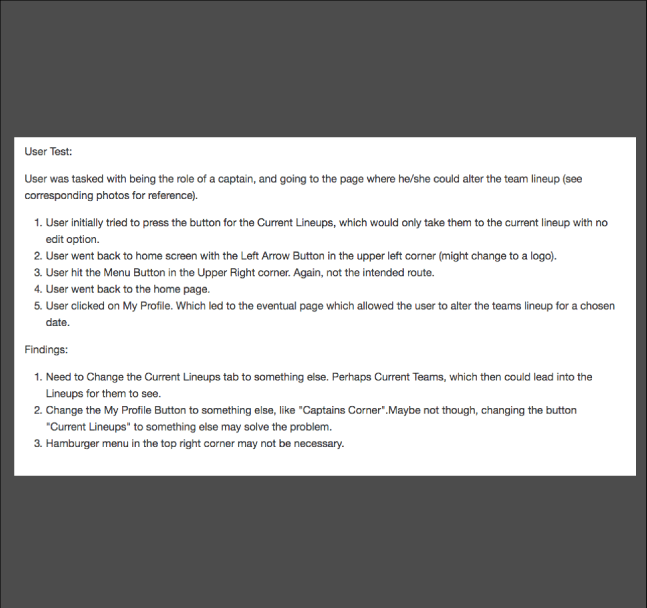 User Test:
User was tasked with being the role of a captain, and going to the page where he/she could alter the team lineup (see
corresponding photos for reference).
1. User initially tried to press the button for the Current Lineups, which would only take them to the current lineup with no
edit option.
2. User went back to home screen with the Left Arrow Button in the upper left corner (might change to a logo).
3. User hit the Menu Button in the Upper Right corner. Again, not the intended route.
4. User went back to the home page.
5. User clicked on My Profile. Which led to the eventual page which allowed the user to alter the teams lineup for a chosen
date.
Findings:
1. Need to Change the Current Lineups tab to something else. Perhaps Current Teams, which then could lead into the
Lineups for them to see.
2. Change the My Profile Button to something else, like "Captains Corner".Maybe not though, changing the button
"Current Lineups" to something else may solve the problem.
3. Hamburger menu in the top right corner may not be necessary.